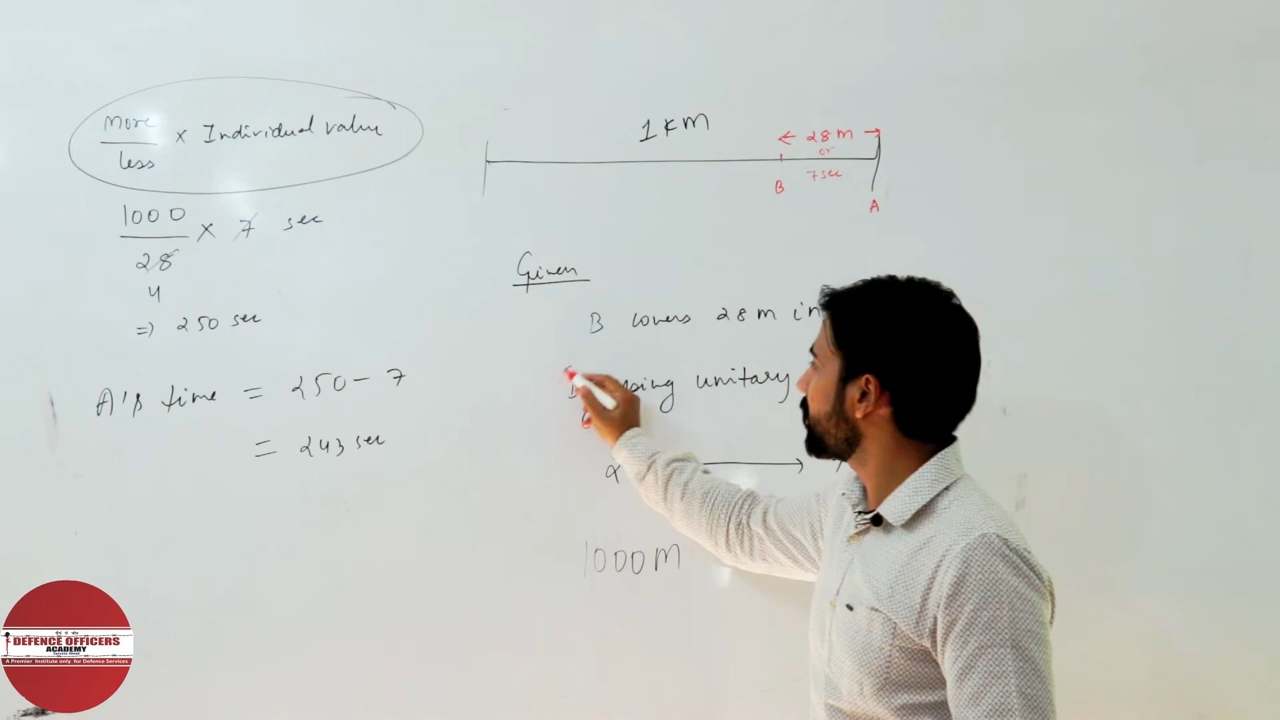 More
less
× Individual value
1000
28
× 7 sec
4
⇒ 250 sec
A's time = 250 - 7
= 243 sec
1 KM
28 m
or
7 sec
B
A
Given
B covers 28 m in
using unitary
1000 M
DEFENCE OFFICERS
ACADEMY
A Premier Institute only for Defence Services